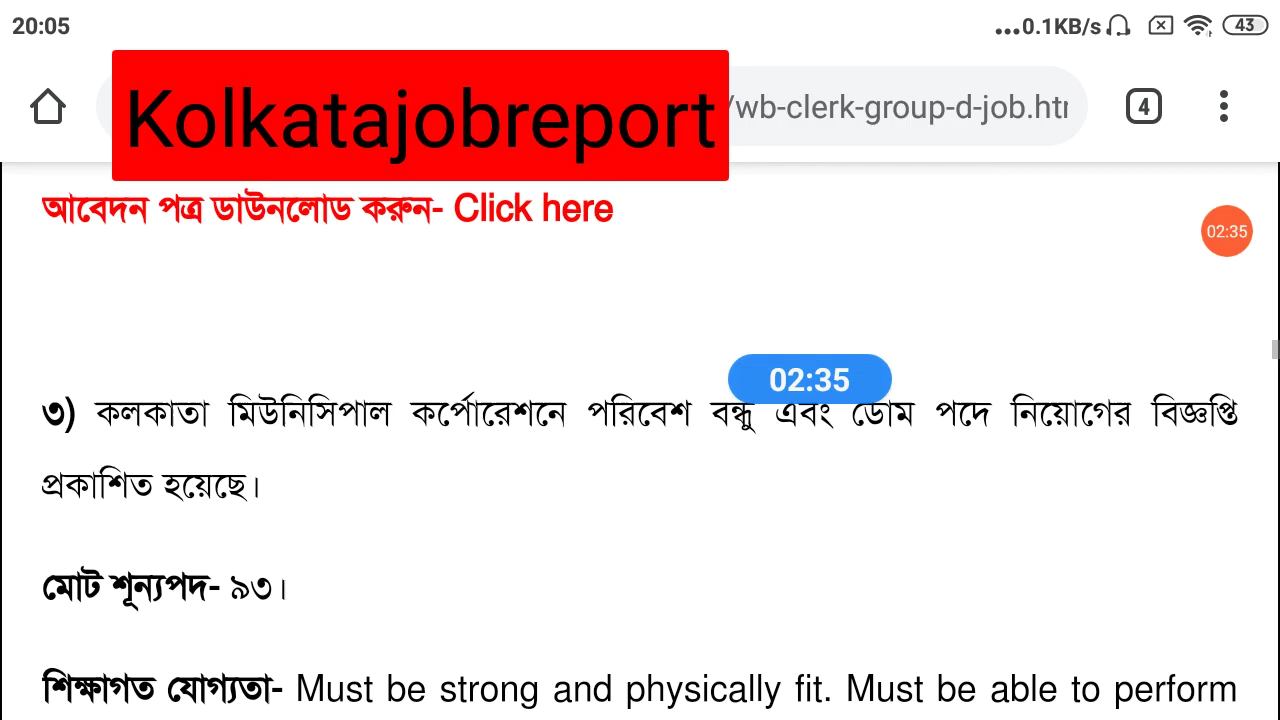 20:05
...0.1KB/s
43
Kolkatajobreport
/wb-clerk-group-d-job.htr
4
আবেদন পত্র ডাউনলোড করুন- Click here
02:35
02:35
৩) কলকাতা মিউনিসিপাল কর্পোরেশনে পরিবেশ বন্ধু এবং ডোম পদে নিয়োগের বিজ্ঞপ্তি
প্রকাশিত হয়েছে।
মোট শূন্যপদ- ৯৩।
শিক্ষাগত যোগ্যতা- Must be strong and physically fit. Must be able to perform